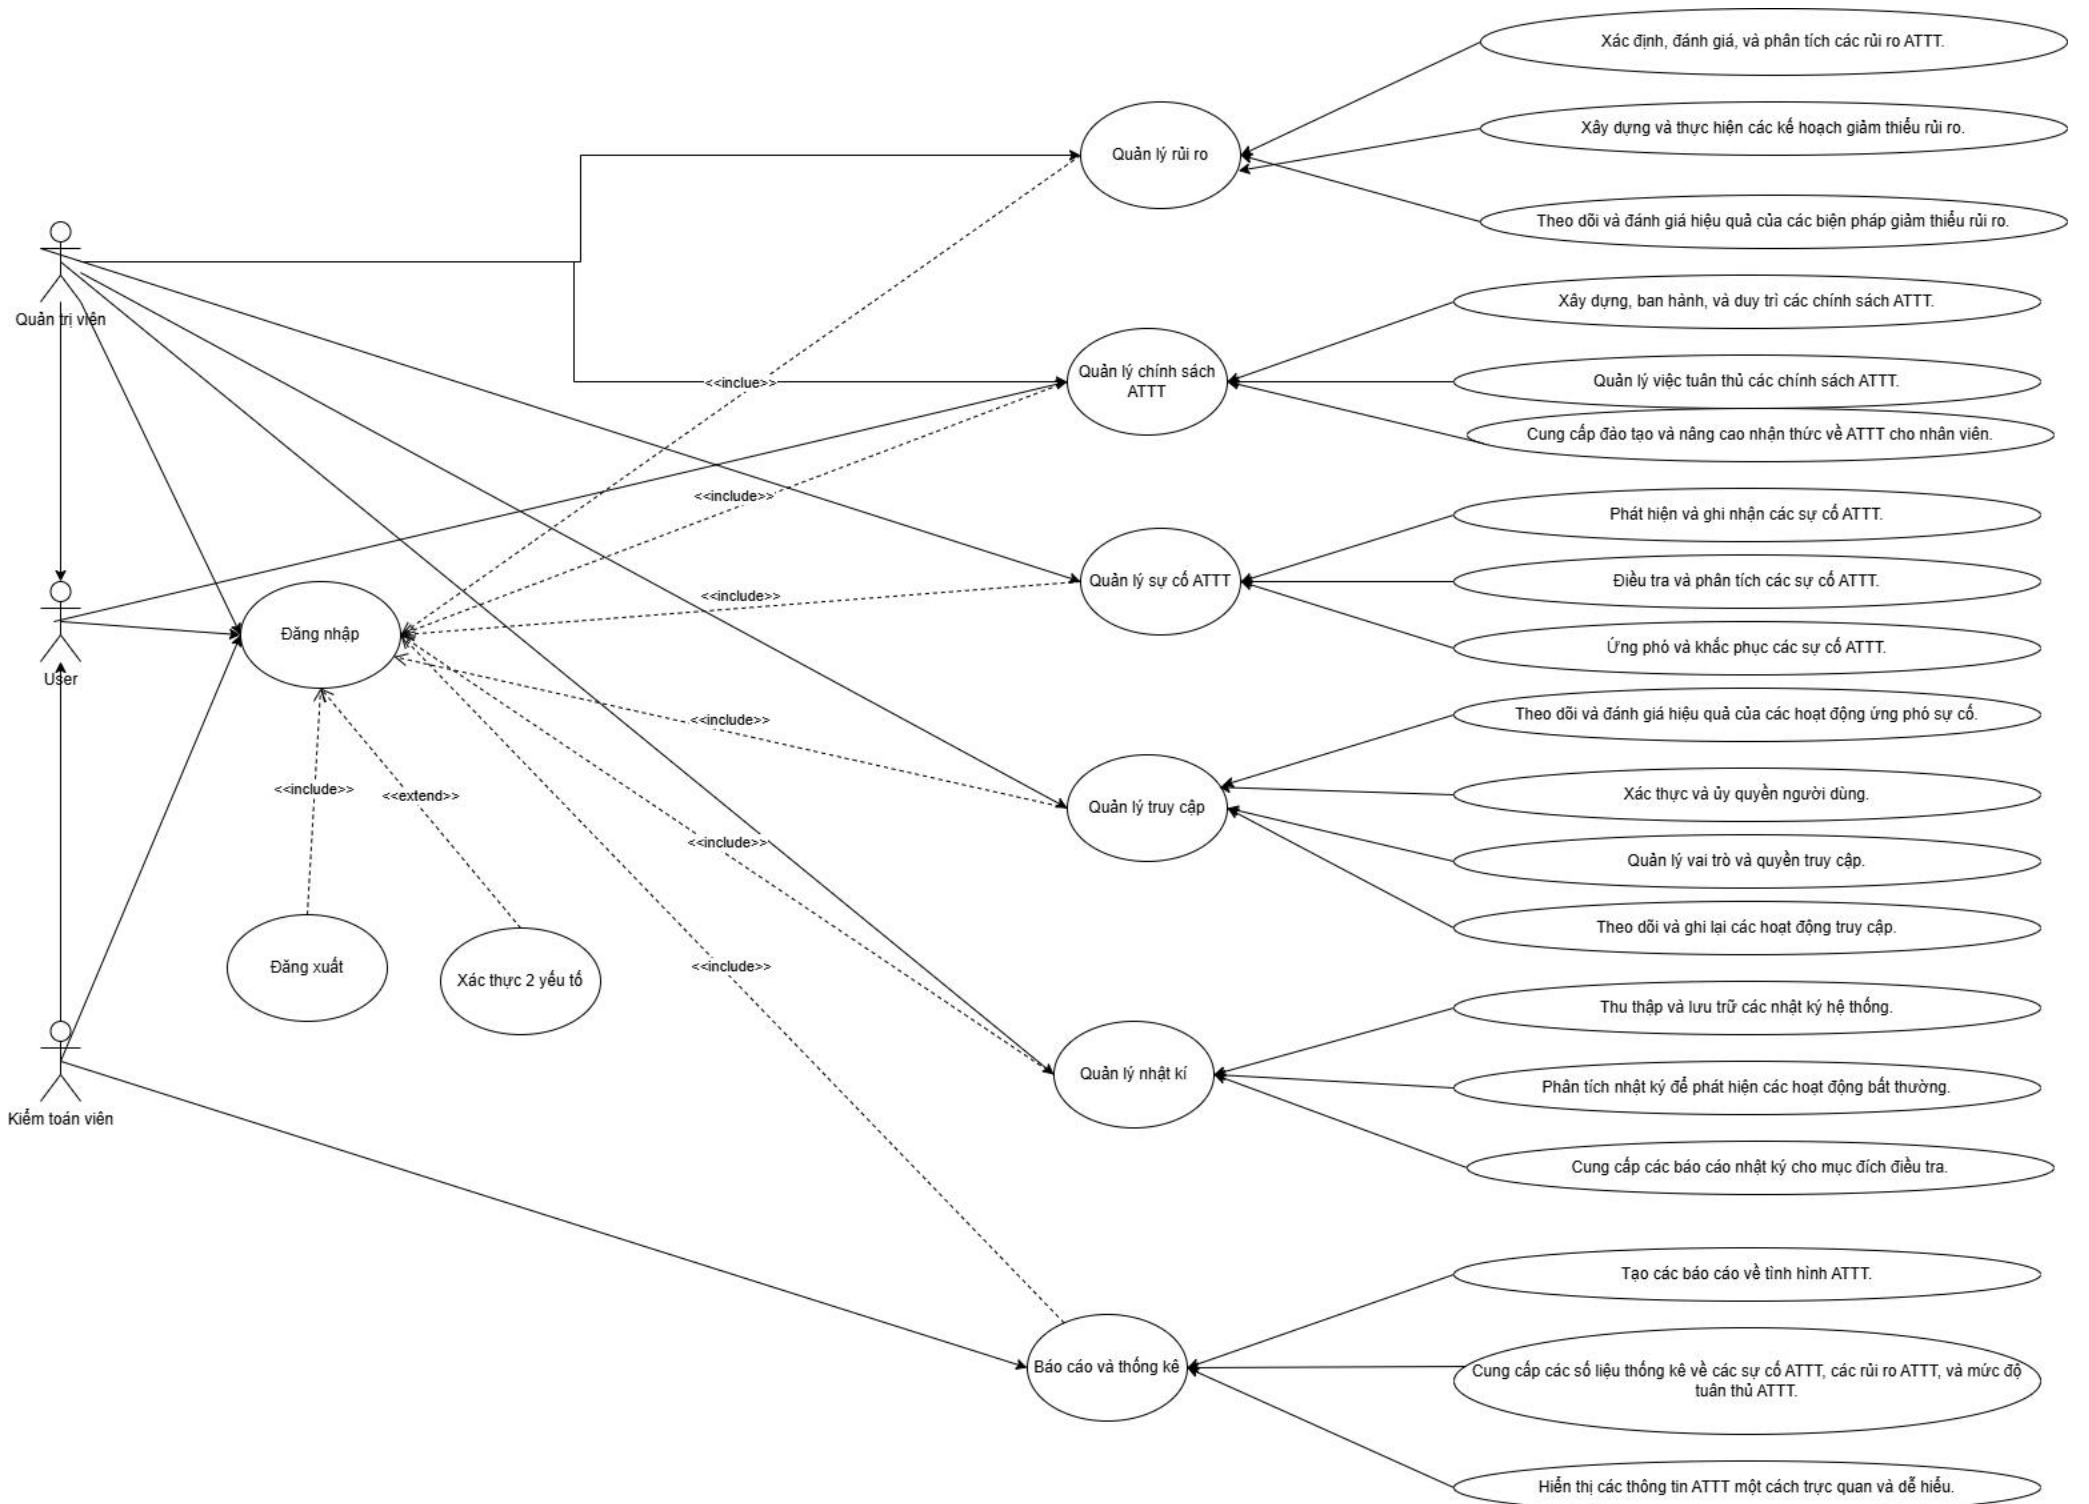 Xác định, đánh giá, và phân tích các rủi ro ATTT.
Xây dựng và thực hiện các kế hoạch giảm thiểu rủi ro.
Quản lý rủi ro
Theo dõi và đánh giá hiệu quả của các biện pháp giảm thiểu rủi ro.
Quản trị viên
Xây dựng, ban hành, và duy trì các chính sách ATTT.
Quản lý chính sách
ATTT
<<inclue>>
Quản lý việc tuân thủ các chính sách ATTT.
Cung cấp đào tạo và nâng cao nhận thức về ATTT cho nhân viên.
<<include>>
Phát hiện và ghi nhận các sự cố ATTT.
Quản lý sự cố ATTT
Điều tra và phân tích các sự cố ATTT.
<<include>>
Đăng nhập
Ứng phó và khắc phục các sự cố ATTT.
User
<<include>>
Theo dõi và đánh giá hiệu quả của các hoạt động ứng phó sự cố.
<<include>>
<<extend>>
Quản lý truy cập
Xác thực và ủy quyền người dùng.
<<include>>
Quản lý vai trò và quyền truy cập.
Theo dõi và ghi lại các hoạt động truy cập.
Đăng xuất
Xác thực 2 yếu tố
<<include>>
Thu thập và lưu trữ các nhật ký hệ thống.
Quản lý nhật kí
Phân tích nhật ký để phát hiện các hoạt động bất thường.
Kiểm toán viên
Cung cấp các báo cáo nhật ký cho mục đích điều tra.
Tạo các báo cáo về tình hình ATTT.
Báo cáo và thống kê
Cung cấp các số liệu thống kê về các sự cố ATTT, các rủi ro ATTT, và mức độ
tuân thủ ATTT.
Hiển thị các thông tin ATTT một cách trực quan và dễ hiểu.